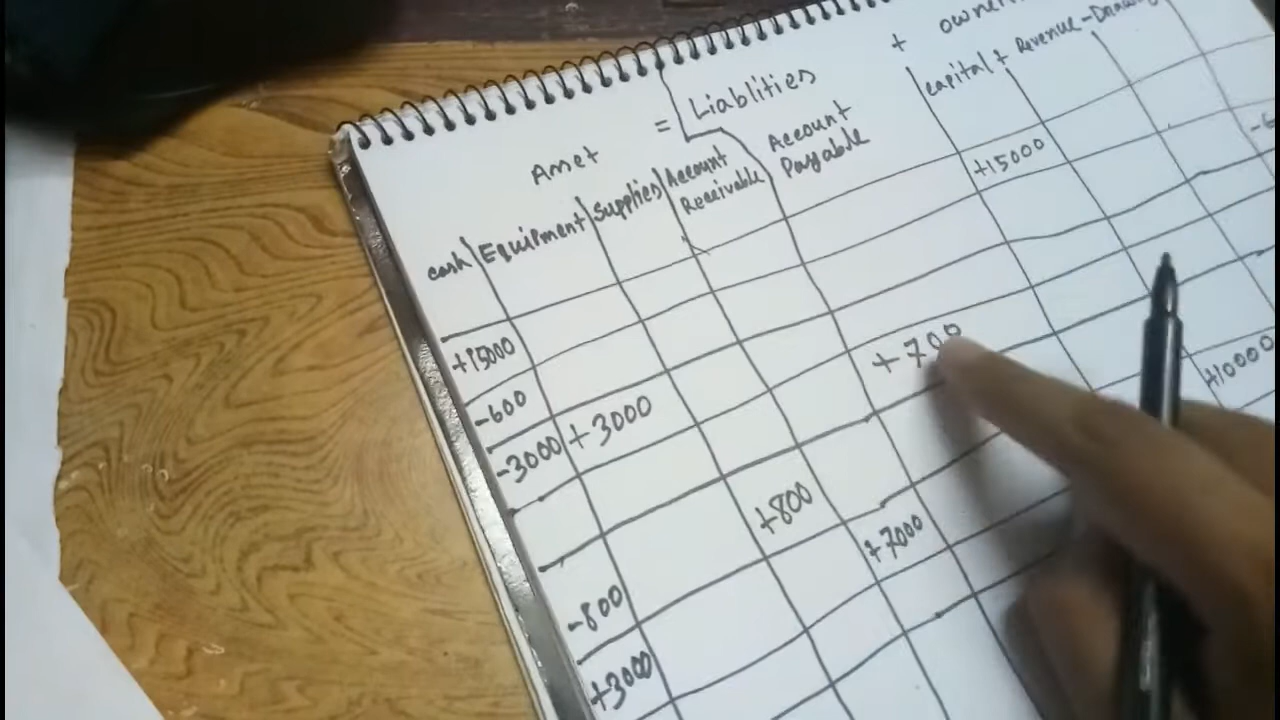 Asset = Liablities + owner
cash Equipment Supplies Account Receivable Account Payable capital + Revenue - Drawing
+15000 +15000
-600 -6
-3000 +3000
+700
-800 +800
+3000 +7000 +10000